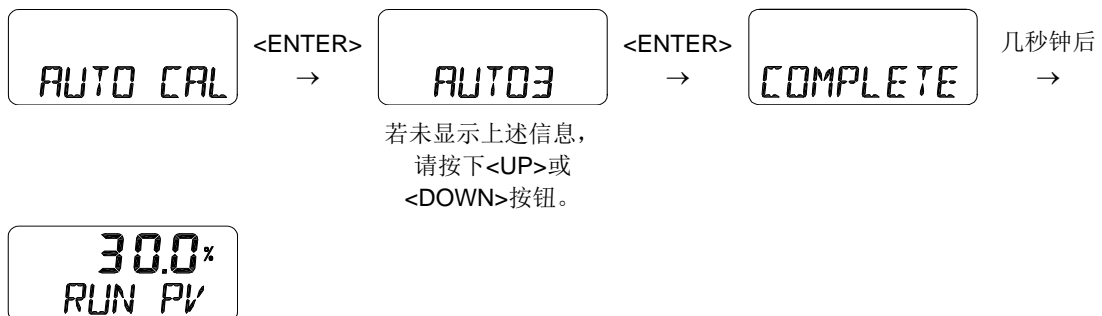 AUTO CAL
<ENTER>
→
AUTO3
若未显示上述信息，
请按下<UP>或
<DOWN>按钮。
<ENTER>
→
COMPLETE
几秒钟后
→
30.0%
RUN PV